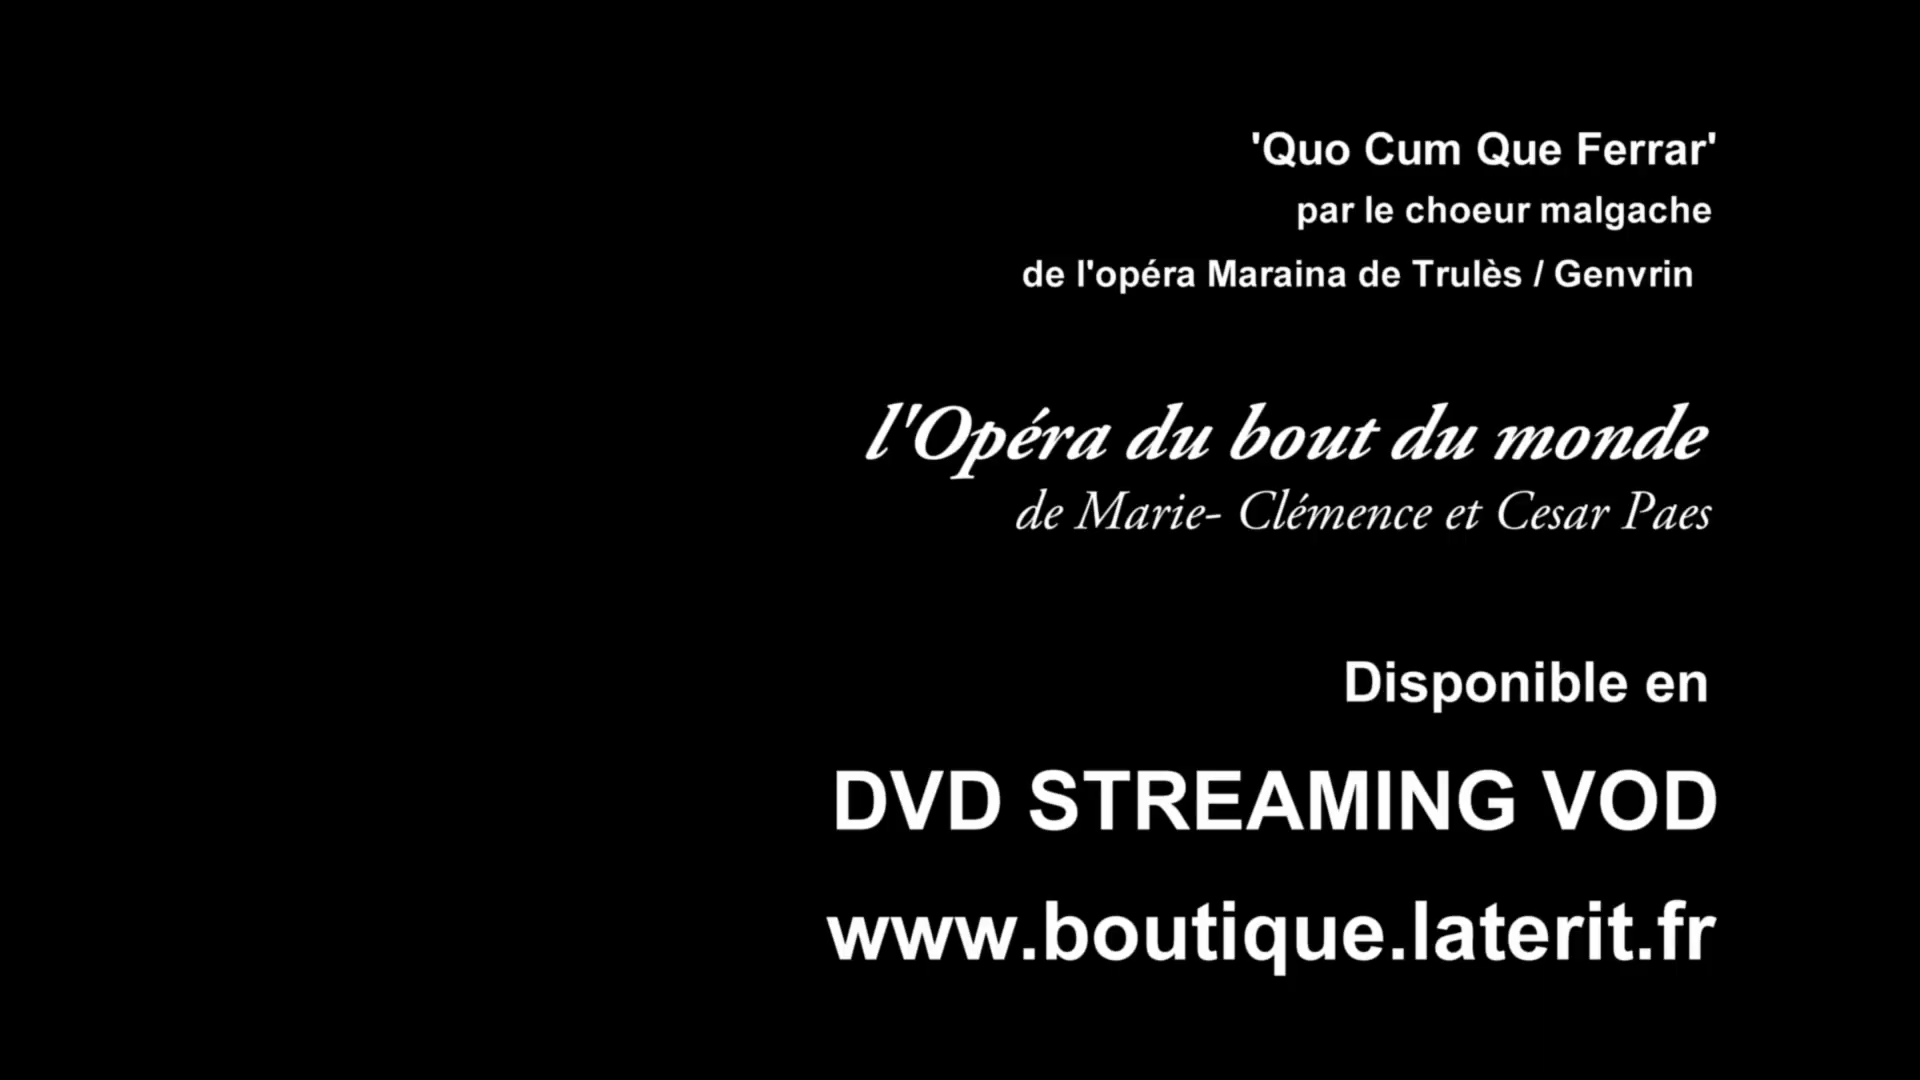 'Quo Cum Que Ferrar'
par le choeur malgache
de l'opéra Maraina de Trulès / Genvrin
l'Opéra du bout du monde
de Marie- Clémence et Cesar Paes
Disponible en
DVD STREAMING VOD
www.boutique.laterit.fr